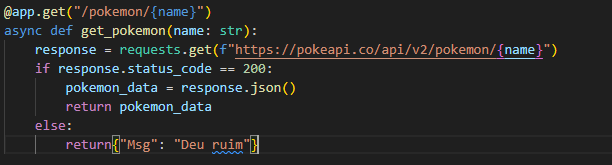 @app.get("/pokemon/{name}")
async def get_pokemon(name: str):
    response = requests.get(f"https://pokeapi.co/api/v2/pokemon/{name}")
    if response.status_code == 200:
        pokemon_data = response.json()
        return pokemon_data
    else:
        return{"Msg": "Deu ruim"}